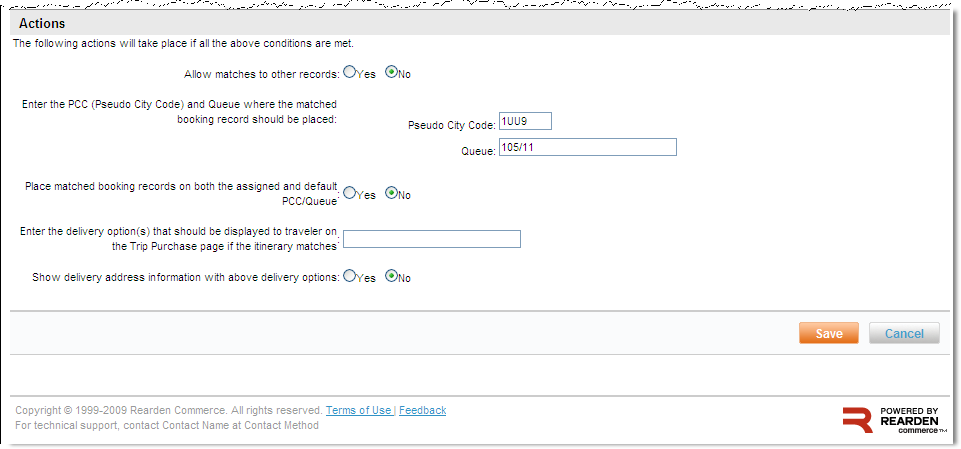 Actions
The following actions will take place if all the above conditions are met.
Allow matches to other records: Yes No
Enter the PCC (Pseudo City Code) and Queue where the matched
booking record should be placed:
Pseudo City Code: 1UU9
Queue: 105/11
Place matched booking records on both the assigned and default
PCC/Queue: Yes No
Enter the delivery option(s) that should be displayed to traveler on
the Trip Purchase page if the itinerary matches:
Show delivery address information with above delivery options: Yes No
Save Cancel
Copyright © 1999-2009 Rearden Commerce. All rights reserved. Terms of Use | Feedback
For technical support, contact Contact Name at Contact Method
POWERED BY
REARDEN
commerce™